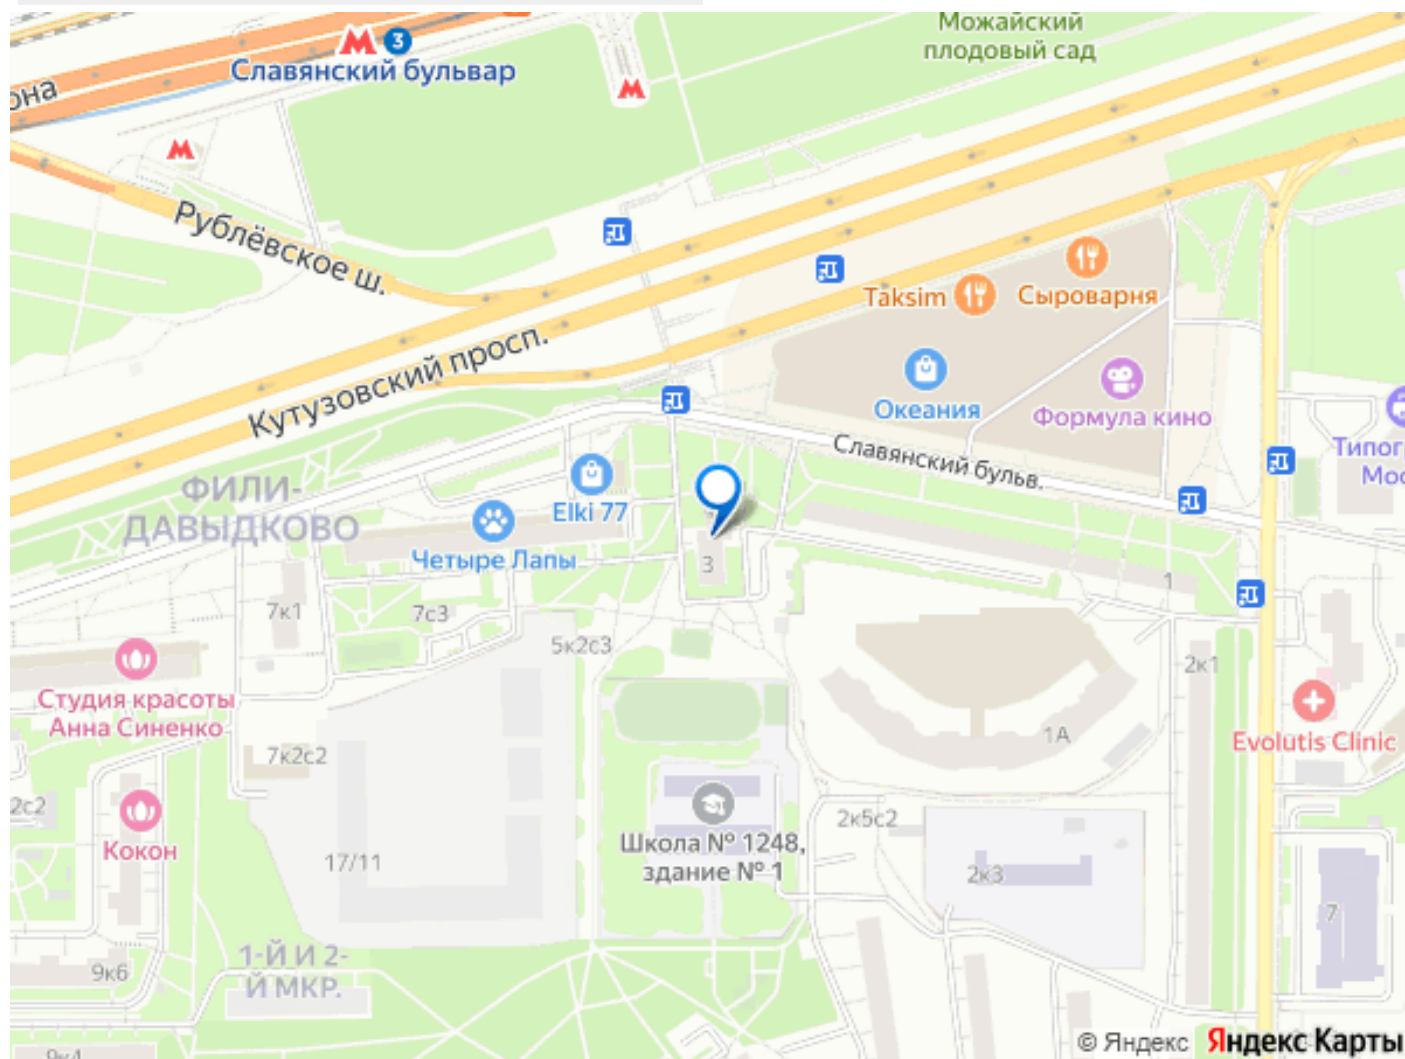 Можайский
плодовый сад
М 3
Славянский бульвар
М
она
М
Рублёвское ш.
Taksim
Сыроварня
Кутузовский просп.
Океания
Формула кино
Славянский бульв.
ФИЛИ-
ДАВЫДКОВО
Elki 77
Четыре Лапы
3
1
7к1
7с3
5к2с3
2к1
Студия красоты
Анна Синенко
1А
Evolutis Clinic
7к2с2
2с2
Кокон
Школа № 1248,
здание № 1
2к5с2
17/11
2к3
7
1-Й И 2-
Й МКР.
9к6
© Яндекс Яндекс Карты